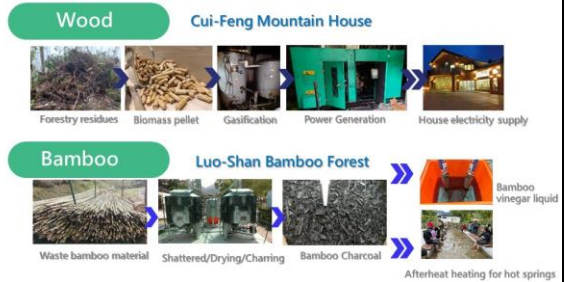 Wood
Cui-Feng Mountain House
Forestry residues
Biomass pellet
Gasification
Power Generation
House electricity supply
Bamboo
Luo-Shan Bamboo Forest
Bamboo
vinegar liquid
Waste bamboo material
Shattered/Drying/Charring
Bamboo Charcoal
Afterheat heating for hot springs